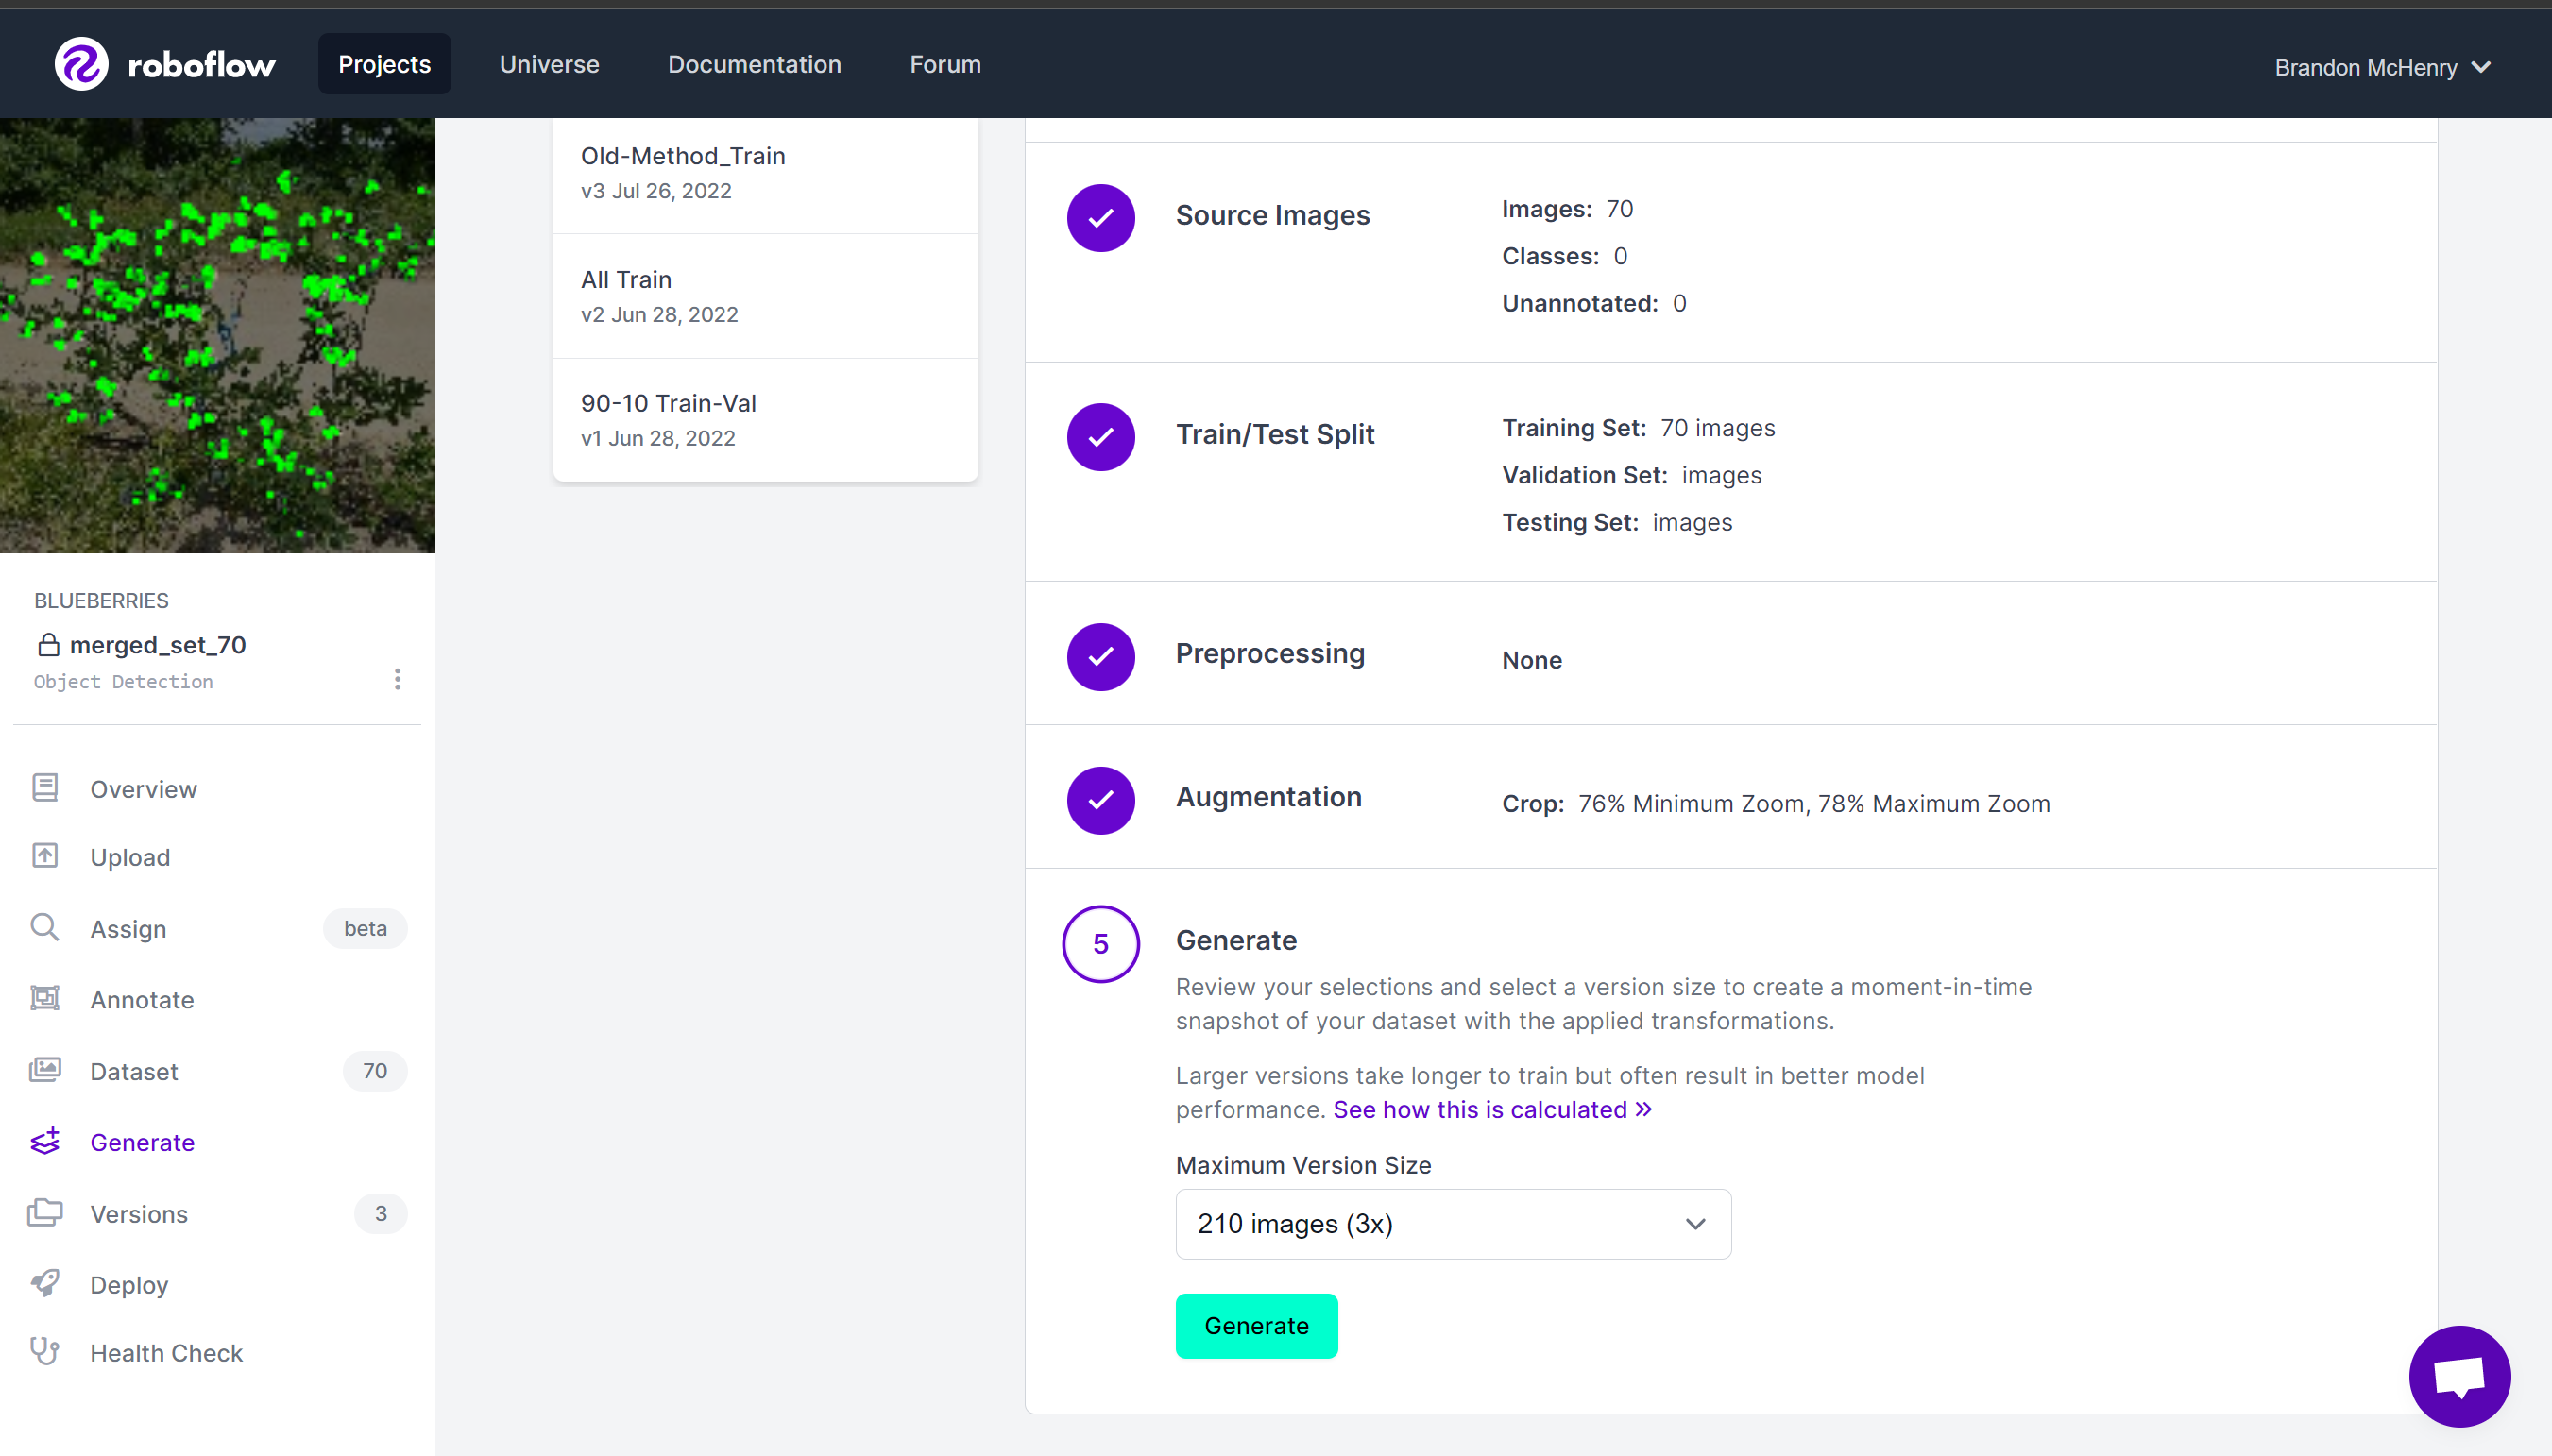 roboflow
Projects
Universe
Documentation
Forum
Brandon McHenry
BLUEBERRIES
merged_set_70
Object Detection
Overview
Upload
Assign
beta
Annotate
Dataset
70
Generate
Versions
3
Deploy
Health Check
Old-Method_Train
v3 Jul 26, 2022
All Train
v2 Jun 28, 2022
90-10 Train-Val
v1 Jun 28, 2022
Source Images
Images: 70
Classes: 0
Unannotated: 0
Train/Test Split
Training Set: 70 images
Validation Set: images
Testing Set: images
Preprocessing
None
Augmentation
Crop: 76% Minimum Zoom, 78% Maximum Zoom
5
Generate
Review your selections and select a version size to create a moment-in-time
snapshot of your dataset with the applied transformations.
Larger versions take longer to train but often result in better model
performance. See how this is calculated »
Maximum Version Size
210 images (3x)
Generate